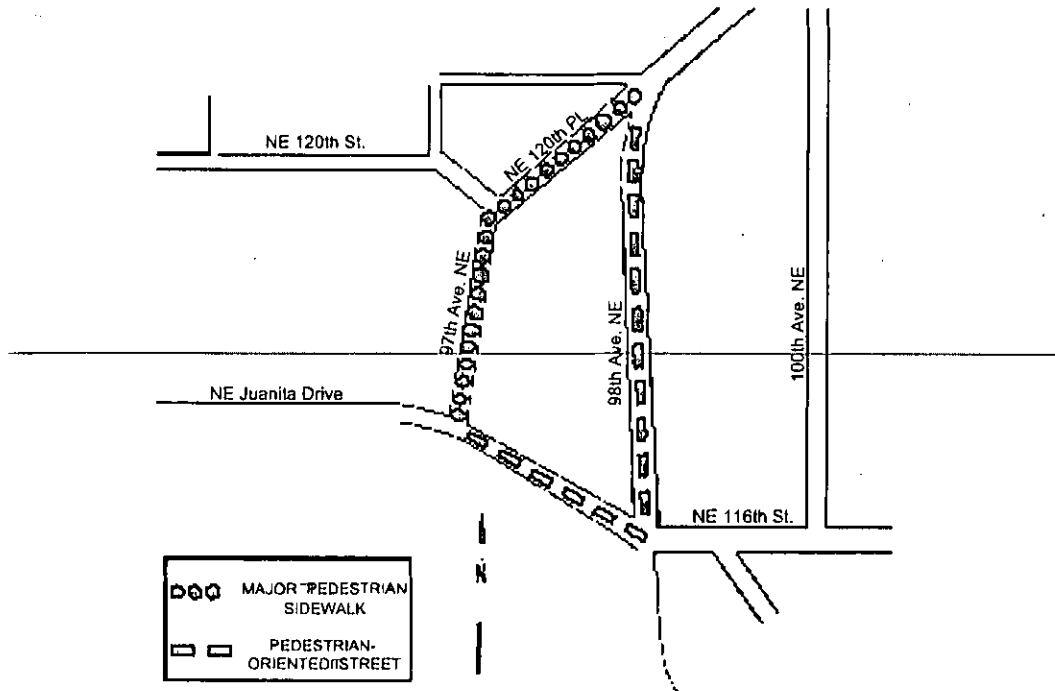 NE 120th St.
NE 120th PL.
97th Ave. NE
98th Ave. NE
100th Ave. NE
NE Juanita Drive
NE 116th St.
MAJOR PEDESTRIAN
SIDEWALK
PEDESTRIAN-
ORIENTED STREET
N